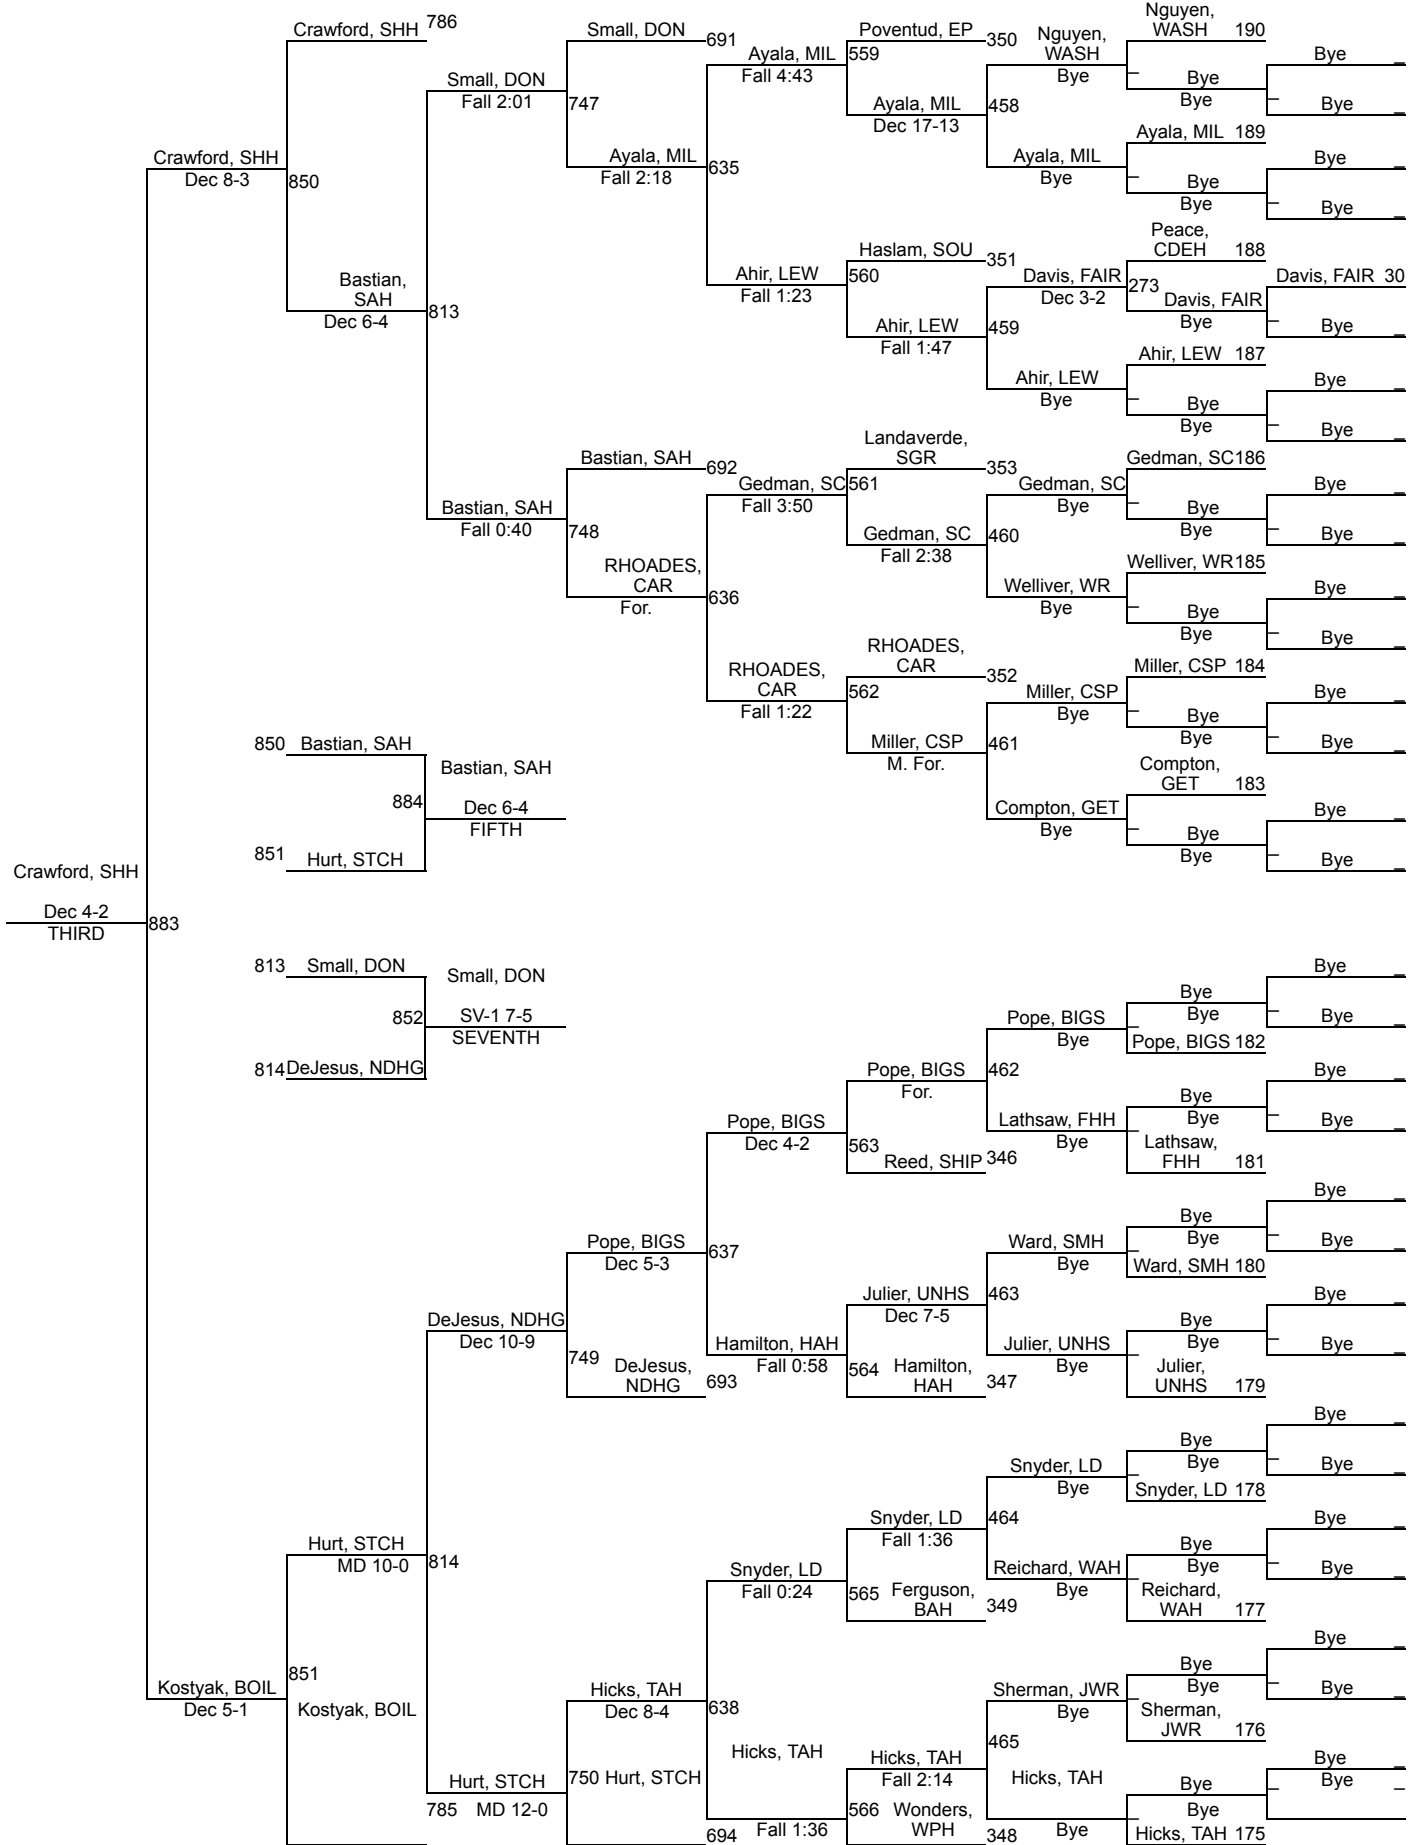 Crawford, SHH 786
Small, DON 691
Poventud, EP 350
Nguyen,
WASH 190
Nguyen,
WASH
Bye
Ayala, MIL 559
Fall 4:43
Small, DON
Fall 2:01
747
Bye
Bye
Bye _
Bye _
Ayala, MIL 458
Dec 17-13
Ayala, MIL 189
Crawford, SHH
Dec 8-3
850
Ayala, MIL 635
Fall 2:18
Ayala, MIL
Bye
Bye
Bye
Bye _
Bye _
Haslam, SOU 351
Peace,
CDEH 188
Bastian,
SAH
Dec 6-4
813
Ahir, LEW 560
Fall 1:23
Davis, FAIR
Dec 3-2
273
Davis, FAIR
Bye
Davis, FAIR 30
Bye _
Ahir, LEW 459
Fall 1:47
Ahir, LEW 187
Ahir, LEW
Bye
Bye
Bye
Bye _
Bye _
Landaverde,
SGR 353
Bastian, SAH 692
Gedman, SC186
Gedman, SC 561
Fall 3:50
Gedman, SC
Bye
Bye
Bye
Bye _
Bye _
Bastian, SAH
Fall 0:40
748
Gedman, SC 460
Fall 2:38
Welliver, WR185
RHOADES,
CAR
For.
636
Welliver, WR
Bye
Bye
Bye
Bye _
Bye _
RHOADES,
CAR 352
Miller, CSP 184
RHOADES,
CAR
Fall 1:22
562
Miller, CSP
Bye
Bye
Bye
Bye _
Bye _
850 Bastian, SAH
Bastian, SAH
884 Dec 6-4
FIFTH
851 Hurt, STCH
Miller, CSP 461
M. For.
Compton,
GET 183
Compton, GET
Bye
Bye
Bye
Bye _
Bye _
Crawford, SHH
Dec 4-2
THIRD
883
813 Small, DON
Small, DON
852 SV-1 7-5
SEVENTH
814 DeJesus, NDHG
Pope, BIGS
Bye
Bye
Bye
Pope, BIGS 182
Bye _
Bye _
Pope, BIGS 462
For.
Pope, BIGS
Dec 4-2
563
Reed, SHIP 346
Lathsaw, FHH
Bye
Bye
Bye
Lathsaw,
FHH 181
Bye _
Bye _
Pope, BIGS 637
Dec 5-3
Ward, SMH
Bye
Bye
Bye
Ward, SMH 180
Bye _
Bye _
Julier, UNHS 463
Dec 7-5
DeJesus, NDHG
Dec 10-9
749
DeJesus,
NDHG 693
Hamilton, HAH
Fall 0:58
564
Hamilton,
HAH 347
Julier, UNHS
Bye
Bye
Bye
Julier,
UNHS 179
Bye _
Bye _
Snyder, LD
Bye
Bye
Bye
Snyder, LD 178
Bye _
Bye _
Snyder, LD 464
Fall 1:36
Hurt, STCH
MD 10-0
814
Snyder, LD
Fall 0:24
565
Ferguson,
BAH 349
Reichard, WAH
Bye
Bye
Bye
Reichard,
WAH 177
Bye _
Bye _
851
Kostyak, BOIL
Dec 5-1
Kostyak, BOIL
Hicks, TAH 638
Dec 8-4
Sherman, JWR
Bye
Bye
Bye
Sherman,
JWR 176
Bye _
Bye _
Hicks, TAH
Hicks, TAH 465
Fall 2:14
Hicks, TAH
Hurt, STCH
785 MD 12-0
750 Hurt, STCH
694 Fall 1:36
566 Wonders,
WPH 348
Bye
Bye
Bye
Hicks, TAH 175
Bye _
Bye _